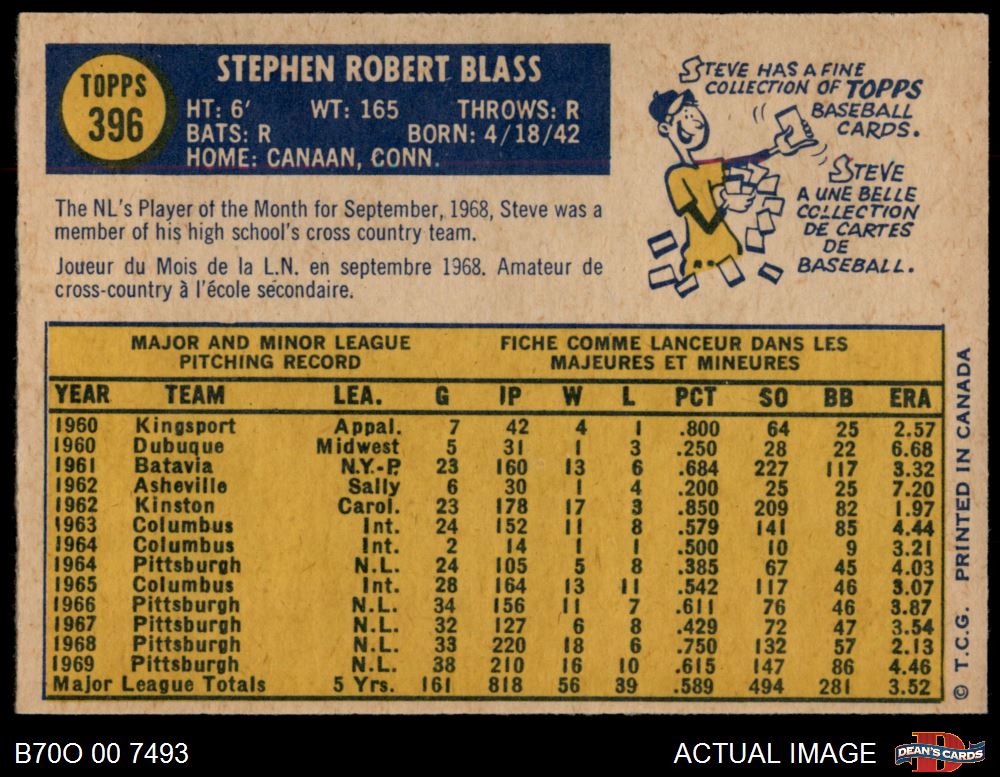 TOPPS
396
STEPHEN ROBERT BLASS
HT: 6' WT: 165 THROWS: R
BATS: R BORN: 4/18/42
HOME: CANAAN, CONN.
The NL's Player of the Month for September, 1968, Steve was a
member of his high school's cross country team.
Joueur du Mois de la L.N. en septembre 1968. Amateur de
cross-country à l'école sécondaire.
STEVE HAS A FINE
COLLECTION OF TOPPS
BASEBALL
CARDS.
STEVE
A UNE BELLE
COLLECTION
DE CARTES
DE
BASEBALL.
MAJOR AND MINOR LEAGUE FICHE COMME LANCEUR DANS LES
PITCHING RECORD MAJEURES ET MINEURES
YEAR TEAM LEA. G IP W L PCT SO BB ERA
1960 Kingsport Appal. 7 42 4 1 .800 64 25 2.57
1960 Dubuque Midwest 5 31 1 3 .250 28 22 6.68
1961 Batavia N.Y.-P. 23 160 13 6 .684 227 117 3.32
1962 Asheville Sally 6 30 1 4 .200 25 25 7.20
1962 Kinston Carol. 23 178 17 3 .850 209 82 1.97
1963 Columbus Int. 24 152 11 8 .579 141 85 4.44
1964 Columbus Int. 2 14 1 1 .500 10 9 3.21
1964 Pittsburgh N.L. 24 105 5 8 .385 67 45 4.03
1965 Columbus Int. 28 164 13 11 .542 117 46 3.07
1966 Pittsburgh N.L. 34 156 11 7 .611 76 46 3.87
1967 Pittsburgh N.L. 32 127 6 8 .429 72 47 3.54
1968 Pittsburgh N.L. 33 220 18 6 .750 132 57 2.13
1969 Pittsburgh N.L. 38 210 16 10 .615 147 86 4.46
Major League Totals 5 Yrs. 161 818 56 39 .589 494 281 3.52
© T.C.G. PRINTED IN CANADA
B70O 00 7493
ACTUAL IMAGE
DEAN'S CARDS